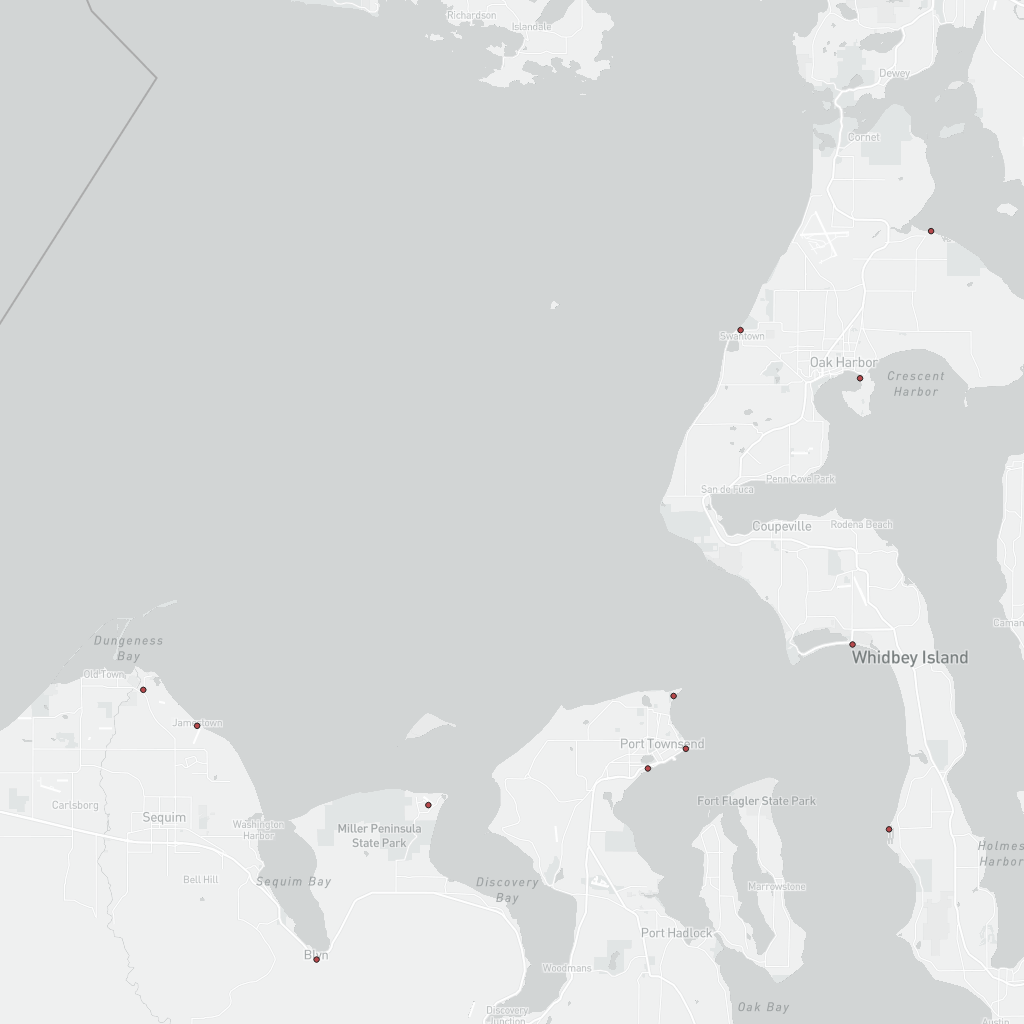 Richardson
Islandale
Dewey
Cornet
Swantown
Oak Harbor
Crescent
Harbor
Penn Cove Park
San de Fuca
Coupeville
Rodena Beach
Whidbey Island
Dungeness
Bay
Old Town
Jamestown
Port Townsend
Carlsborg
Sequim
Washington
Harbor
Miller Peninsula
State Park
Fort Flagler State Park
Holmes
Harbor
Bell Hill
Sequim Bay
Discovery
Bay
Marrowstone
Port Hadlock
Blyn
Woodmans
Oak Bay
Discovery
Junction
Austin